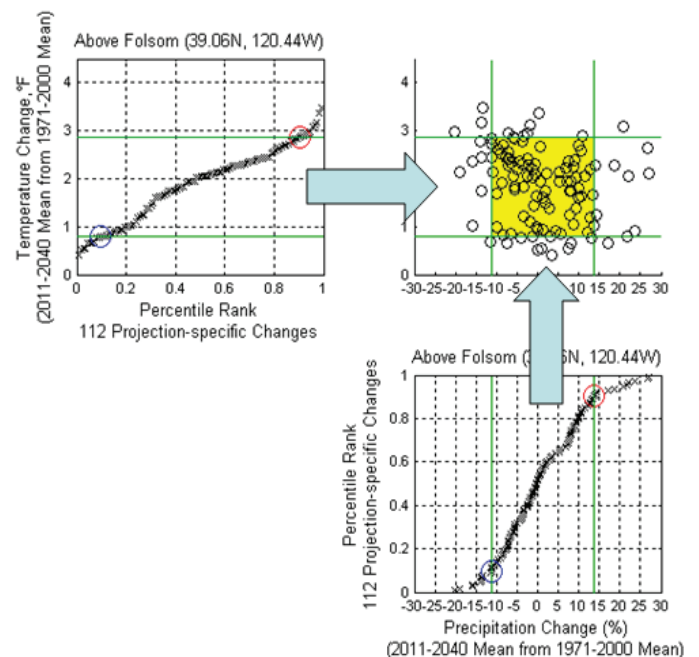 Above Folsom (39.06N, 120.44W)
Temperature Change,°F
(2011-2040 Mean from 1971-2000 Mean)
4
3
2
1
0
0 0.2 0.4 0.6 0.8 1
Percentile Rank
112 Projection-specific Changes
4
3
2
1
0
-30-25-20-15-10-5 0 5 10 15 20 25 30
Above Folsom (3 6N, 120.44W)
Percentile Rank
112 Projection-specific Changes
1
0.8
0.6
0.4
0.2
0
-30-25-20-15-10 -5 0 5 10 15 20 25 30
Precipitation Change (%)
(2011-2040 Mean from 1971-2000 Mean)